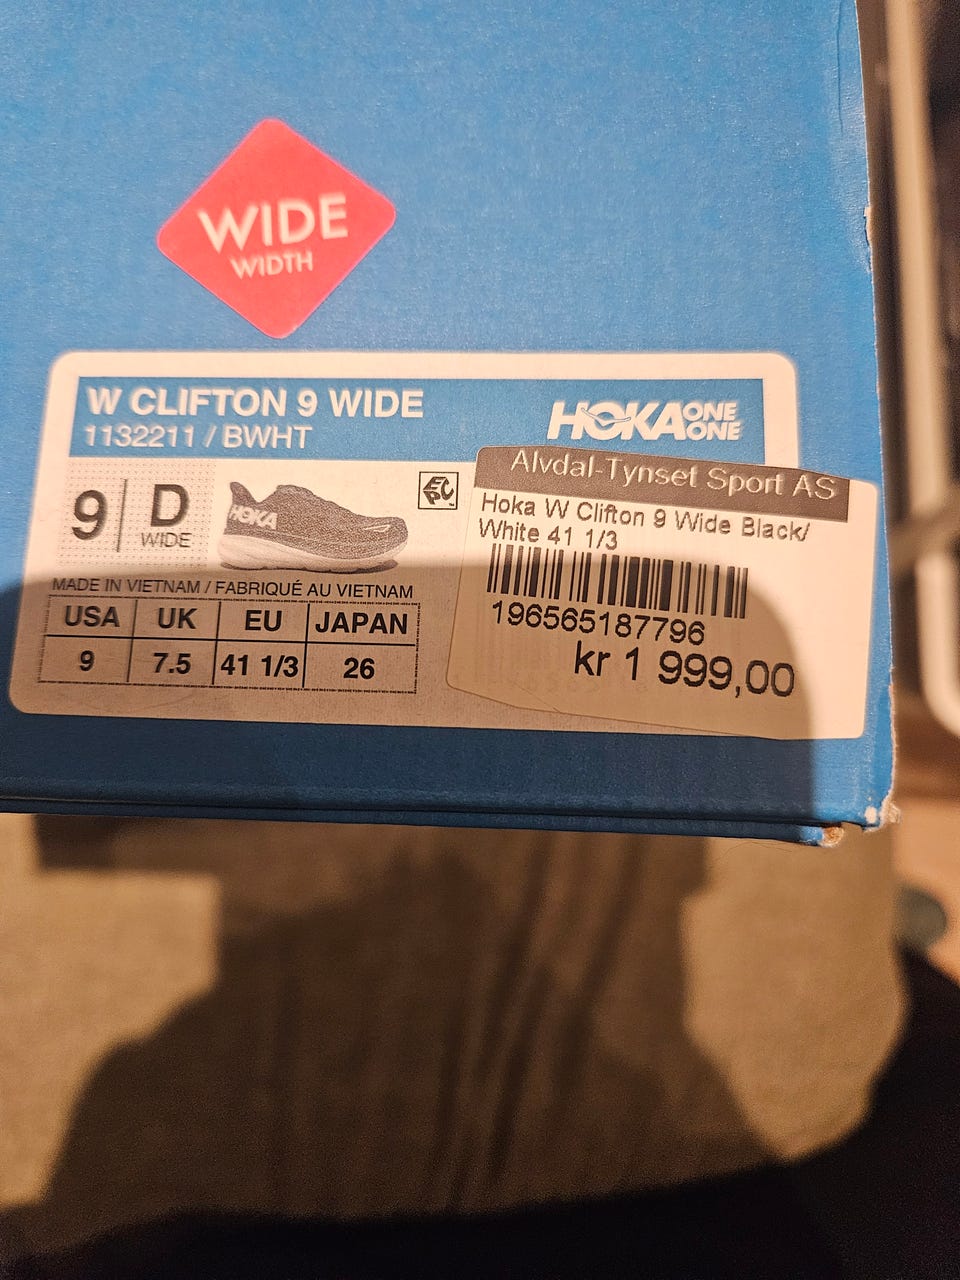 WIDE
WIDTH
W CLIFTON 9 WIDE
1132211 / BWHT
HOKA ONE ONE
9 D
WIDE
HOKA
MADE IN VIETNAM / FABRIQUÉ AU VIETNAM
USA UK EU JAPAN
9 7.5 41 1/3 26
Alvdal-Tynset Sport AS
Hoka W Clifton 9 Wide Black/
White 41 1/3
196565187796
kr 1 999,00